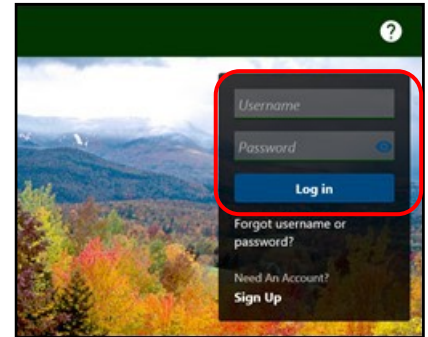 ?
Username
Password
Log in
Forgot username or
password?
Need An Account?
Sign Up